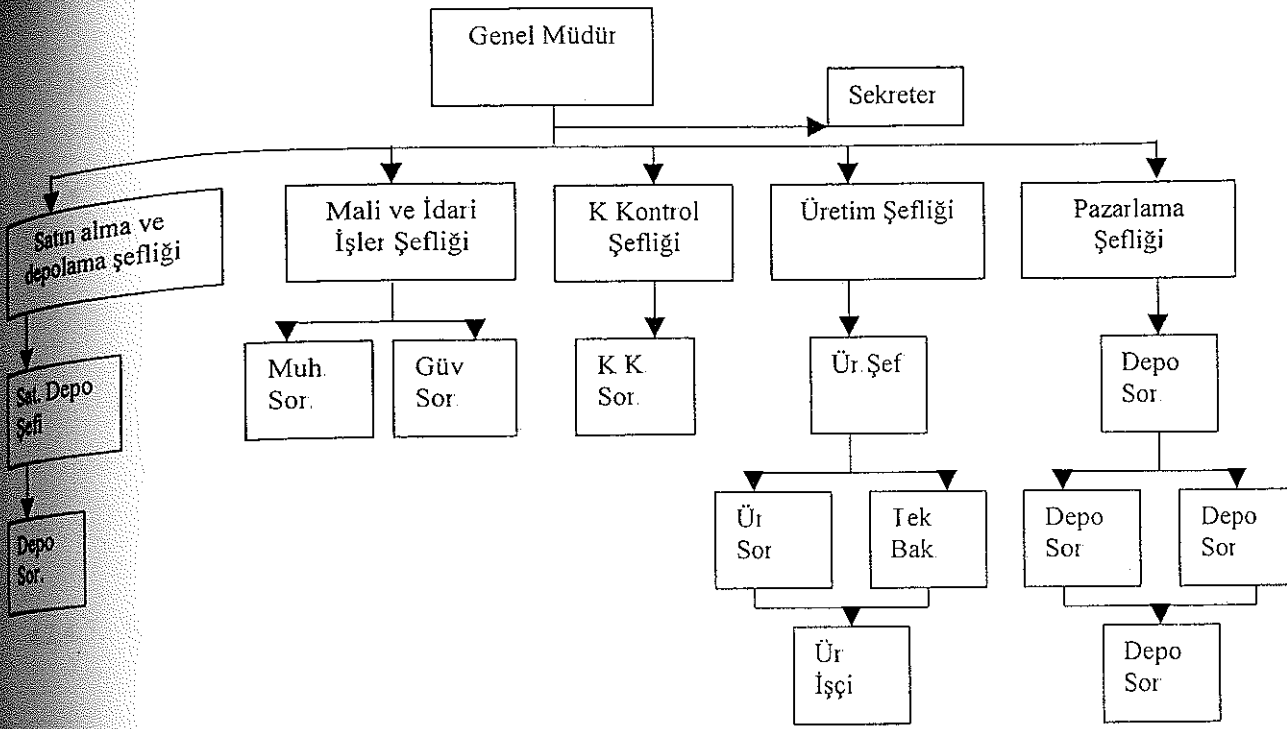 Genel Müdür
Sekreter
Satın alma ve
depolama şefliği
Mali ve İdari
İşler Şefliği
K Kontrol
Şefliği
Üretim Şefliği
Pazarlama
Şefliği
Sat. Depo
Şefi
Muh.
Sor.
Güv
Sor.
K K.
Sor.
Ür. Şef
Depo
Sor.
Depo
Sor.
Ür
Sor
Tek
Bak
Depo
Sor
Depo
Sor
Ür
İşçi
Depo
Sor